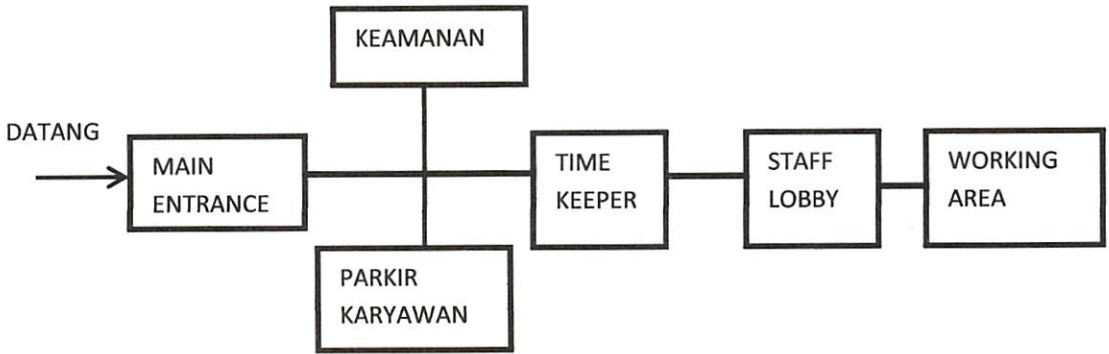 KEAMANAN
DATANG
MAIN
ENTRANCE
TIME
KEEPER
STAFF
LOBBY
WORKING
AREA
PARKIR
KARYAWAN